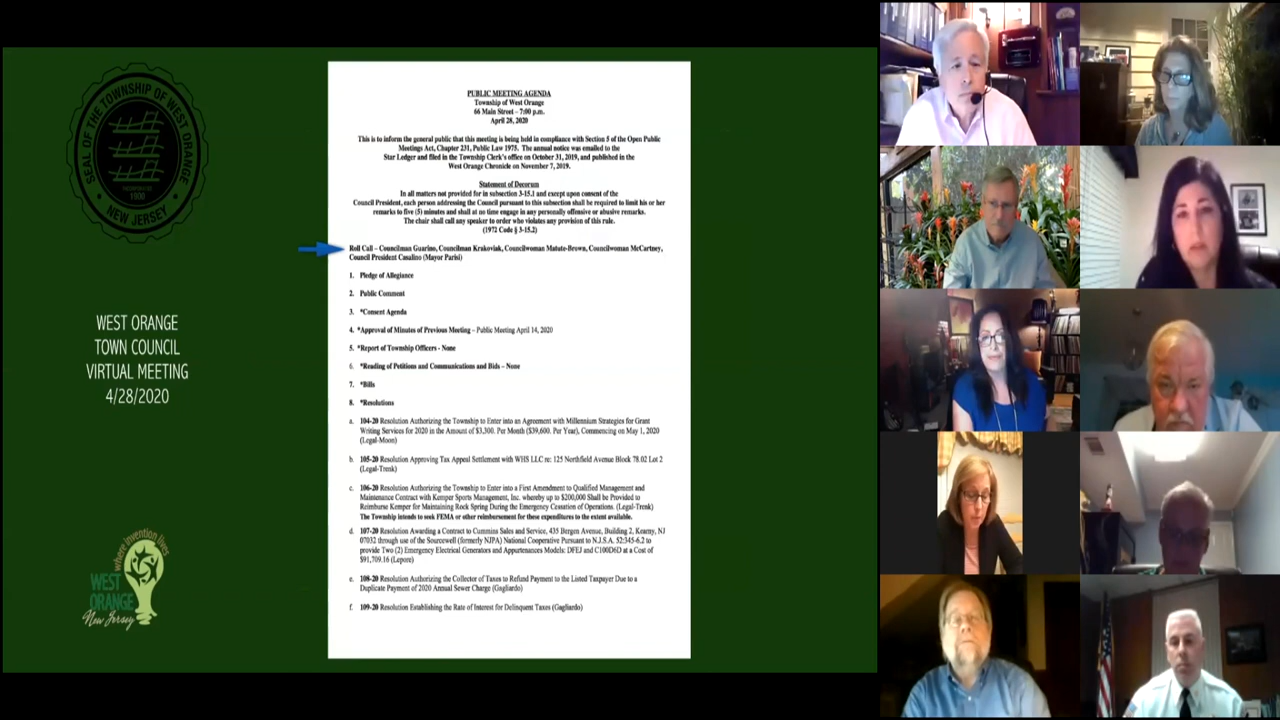 SEAL OF TOWNSHIP OF WEST ORANGE
INCORPORATED
1900
NEW JERSEY
WEST ORANGE
TOWN COUNCIL
VIRTUAL MEETING
4/28/2020
where invention lives
WEST
ORANGE
New Jersey
PUBLIC MEETING AGENDA
Township of West Orange
66 Main Street – 7:00 p.m.
April 28, 2020
This is to inform the general public that this meeting is being held in compliance with Section 5 of the Open Public
Meetings Act, Chapter 231, Public Law 1975. The annual notice was emailed to the
Star Ledger and filed in the Township Clerk's office on October 31, 2019, and published in the
West Orange Chronicle on November 7, 2019.
Statement of Decorum
In all matters not provided for in subsection 3-15.1 and except upon consent of the
Council President, each person addressing the Council pursuant to this subsection shall be required to limit his or her
remarks to five (5) minutes and shall at no time engage in any personally offensive or abusive remarks.
The chair shall call any speaker to order who violates any provision of this rule.
(1972 Code § 3-15.2)
Roll Call – Councilman Guarino, Councilman Krakoviak, Councilwoman Matute-Brown, Councilwoman McCartney,
Council President Casalino (Mayor Parisi)
1. Pledge of Allegiance
2. Public Comment
3. *Consent Agenda
4. *Approval of Minutes of Previous Meeting – Public Meeting April 14, 2020
5. *Report of Township Officers - None
6. *Reading of Petitions and Communications and Bids – None
7. *Bills
8. *Resolutions
a. 104-20 Resolution Authorizing the Township to Enter into an Agreement with Millennium Strategies for Grant
Writing Services for 2020 in the Amount of $3,300. Per Month ($39,600. Per Year), Commencing on May 1, 2020
(Legal-Moon)
b. 105-20 Resolution Approving Tax Appeal Settlement with WHS LLC re: 125 Northfield Avenue Block 78.02 Lot 2
(Legal-Trenk)
c. 106-20 Resolution Authorizing the Township to Enter into a First Amendment to Qualified Management and
Maintenance Contract with Kemper Sports Management, Inc. whereby up to $200,000 Shall be Provided to
Reimburse Kemper for Maintaining Rock Spring During the Emergency Cessation of Operations. (Legal-Trenk)
The Township intends to seek FEMA or other reimbursement for these expenditures to the extent available.
d. 107-20 Resolution Awarding a Contract to Cummins Sales and Service, 435 Bergen Avenue, Building 2, Kearny, NJ
07032 through use of the Sourcewell (formerly NJPA) National Cooperative Pursuant to N.J.S.A. 52:34-6.2 to
provide Two (2) Emergency Electrical Generators and Appurtenances Models: DFEJ and C100D6D at a Cost of
$91,709.16 (Lepore)
e. 108-20 Resolution Authorizing the Collector of Taxes to Refund Payment to the Listed Taxpayer Due to a
Duplicate Payment of 2020 Annual Sewer Charge (Gagliardo)
f. 109-20 Resolution Establishing the Rate of Interest for Delinquent Taxes (Gagliardo)